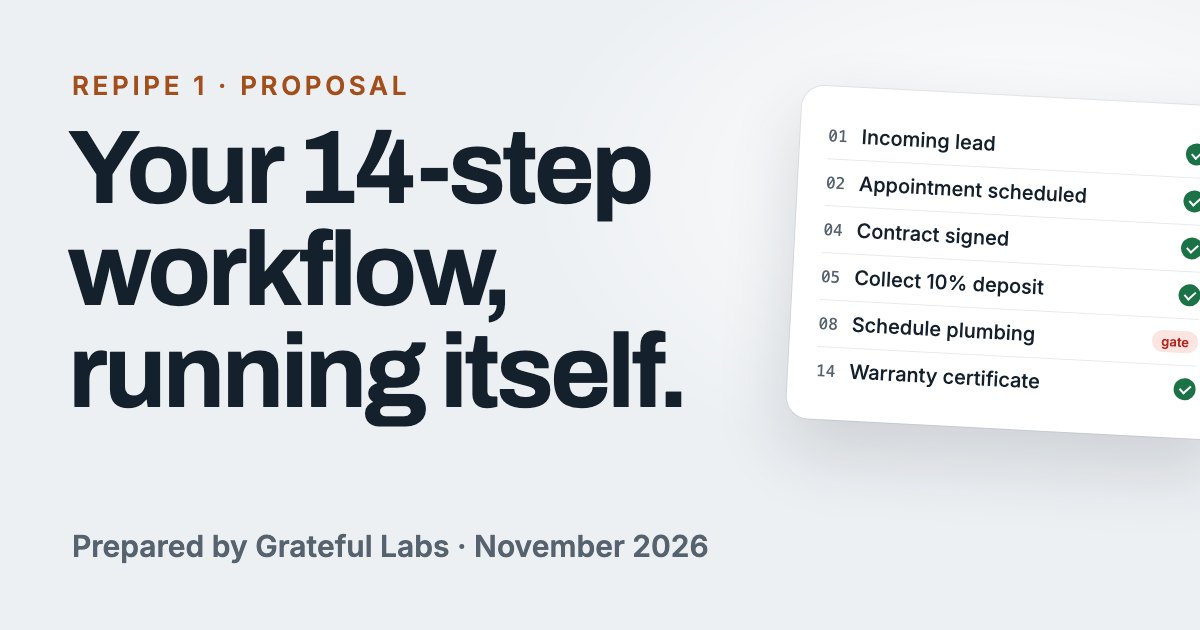 REPIPE 1 · PROPOSAL
Your 14-step
workflow,
running itself.
01 Incoming lead
02 Appointment scheduled
04 Contract signed
05 Collect 10% deposit
08 Schedule plumbing gate
14 Warranty certificate
Prepared by Grateful Labs · November 2026